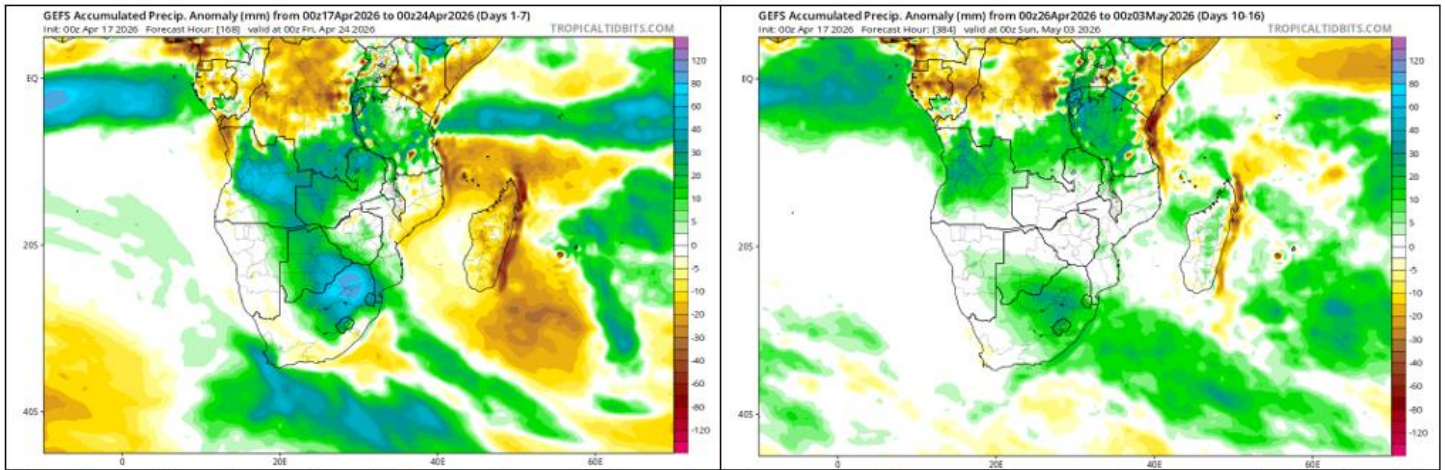 GEFS Accumulated Precip. Anomaly (mm) from 00z17Apr2026 to 00z24Apr2026 (Days 1-7)
Init: 00z Apr 17 2026 Forecast Hour: [168] valid at 00z Fri, Apr 24 2026 TROPICALTIDBITS.COM
EQ
20S
40S
0
20E
40E
60E
120
80
60
40
30
20
10
5
0
-5
-10
-20
-30
-40
-60
-80
-120
GEFS Accumulated Precip. Anomaly (mm) from 00z26Apr2026 to 00z03May2026 (Days 10-16)
Init: 00z Apr 17 2026 Forecast Hour: [384] valid at 00z Sun, May 03 2026 TROPICALTIDBITS.COM
EQ
20S
40S
0
20E
40E
60E
120
80
60
40
30
20
10
5
0
-5
-10
-20
-30
-40
-60
-80
-120